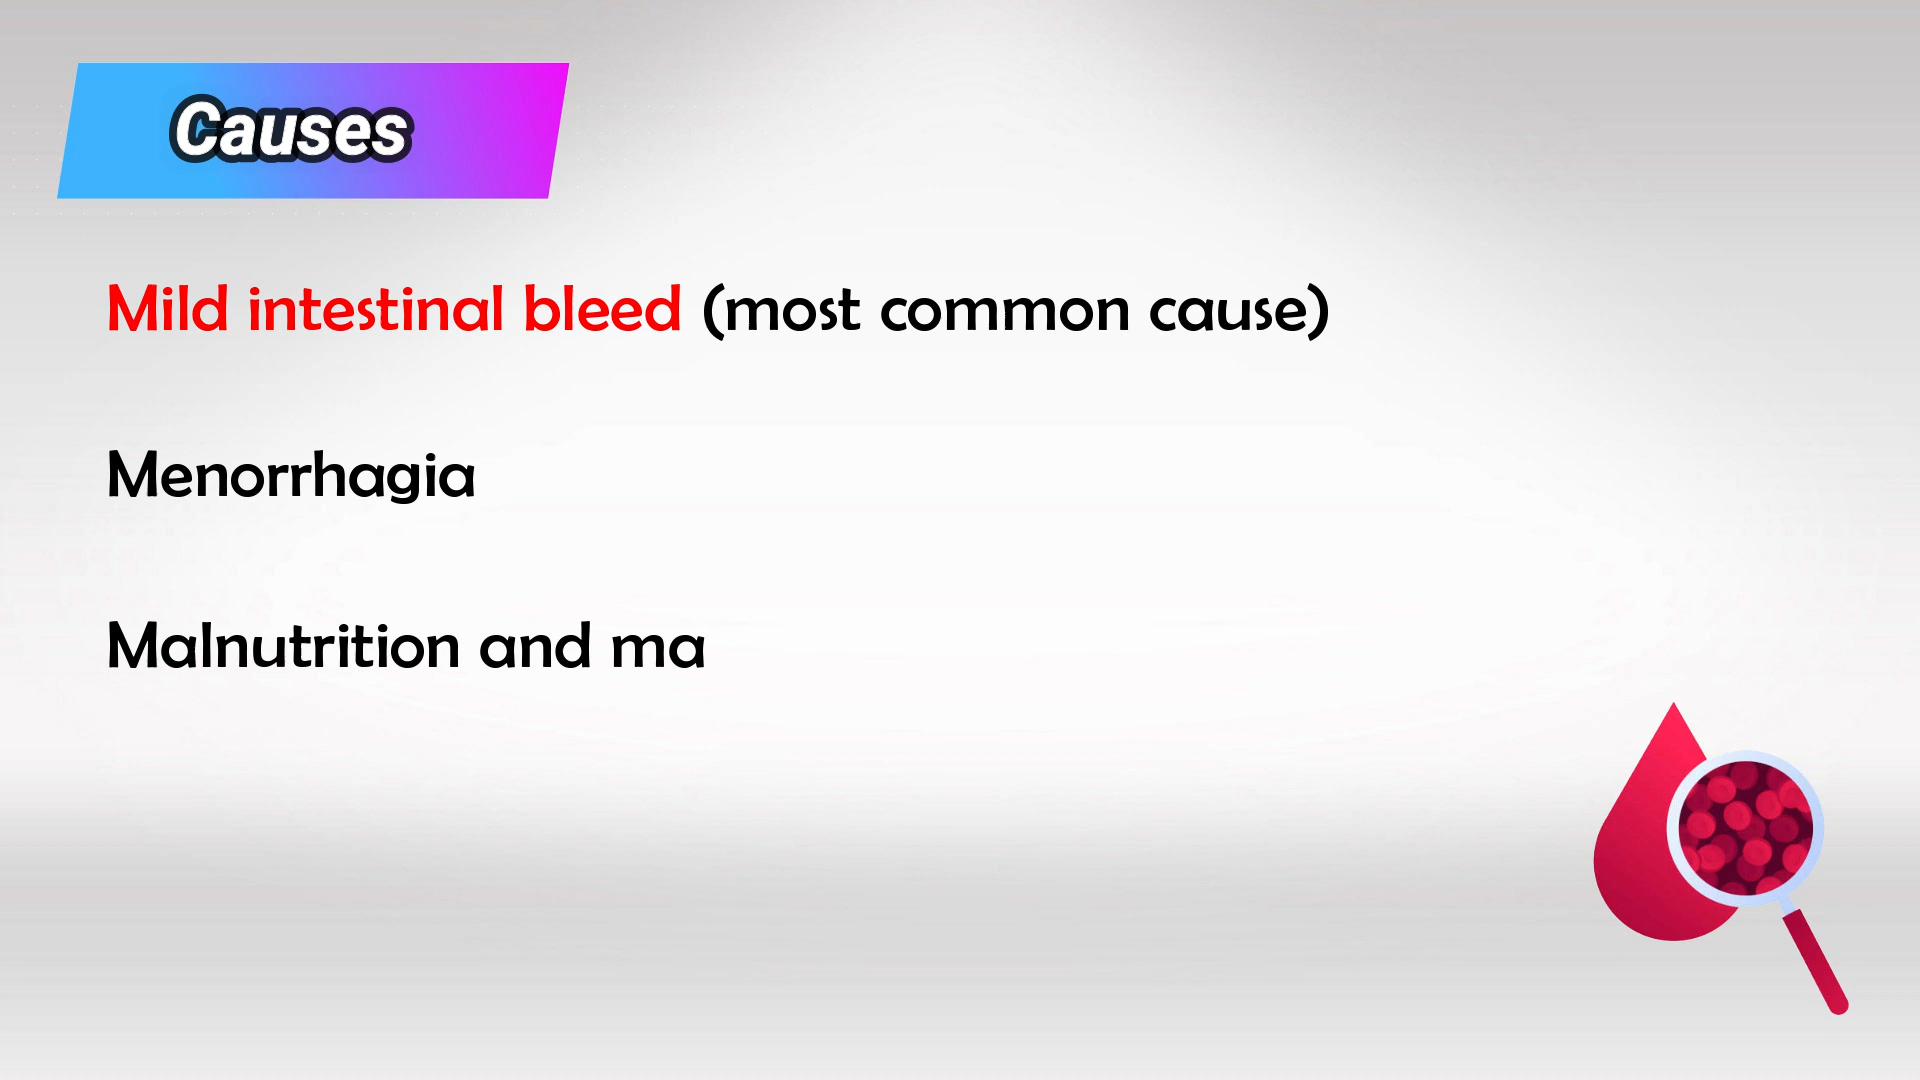 Causes
Mild intestinal bleed (most common cause)
Menorrhagia
Malnutrition and ma